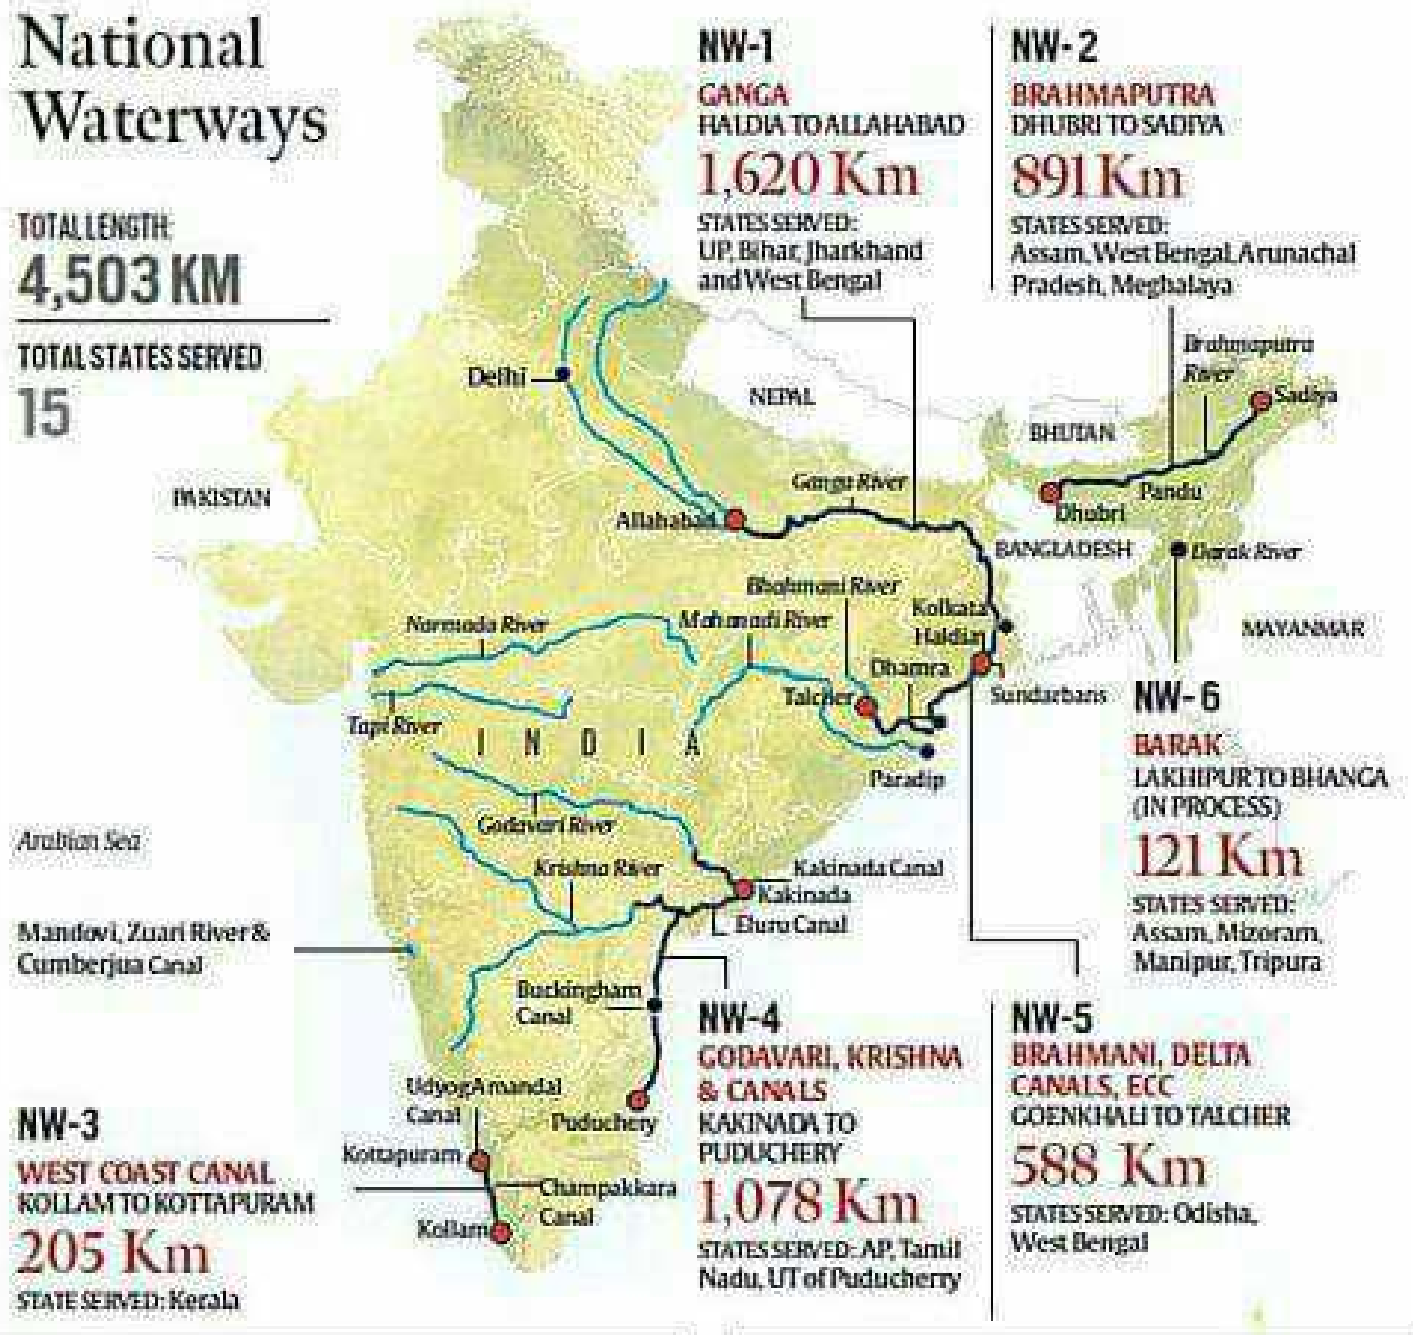 National
Waterways
TOTAL LENGTH:
4,503 KM
TOTAL STATES SERVED
15
NW-1
GANGA
HALDIA TO ALLAHABAD
1,620 Km
STATES SERVED:
UP, Bihar, Jharkhand
and West Bengal
NW-2
BRAHMAPUTRA
DHUBRI TO SADIYA
891 Km
STATES SERVED:
Assam, West Bengal, Arunachal
Pradesh, Meghalaya
Brahmaputra
River
Sadiya
Delhi
NEPAL
BHUTAN
PAKISTAN
Ganga River
Pandu
Dhubri
Allahabad
BANGLADESH
Barak River
Bhahmani River
Kolkata
Narmada River
Mahanadi River
Haldia
MAYANMAR
Dhamra
Talcher
Sundarbans
Tapi River
INDIA
Paradip
NW-6
BARAK
LAKHIPUR TO BHANGA
(IN PROCESS)
121 Km
STATES SERVED:
Assam, Mizoram,
Manipur, Tripura
Arabian Sea
Godavari River
Krishna River
Kakinada Canal
Kakinada
Eluru Canal
Mandovi, Zuari River &
Cumberjua Canal
Buckingham
Canal
NW-4
GODAVARI, KRISHNA
& CANALS
KAKINADA TO
PUDUCHERY
1,078 Km
STATES SERVED: AP, Tamil
Nadu, UT of Puducherry
NW-5
BRAHMANI, DELTA
CANALS, ECC
GOENKHALI TO TALCHER
588 Km
STATES SERVED: Odisha,
West Bengal
UdyogAmandal
Canal
Puduchery
Kottapuram
Champakkara
Canal
Kollam
NW-3
WEST COAST CANAL
KOLLAM TO KOTTAPURAM
205 Km
STATE SERVED: Kerala